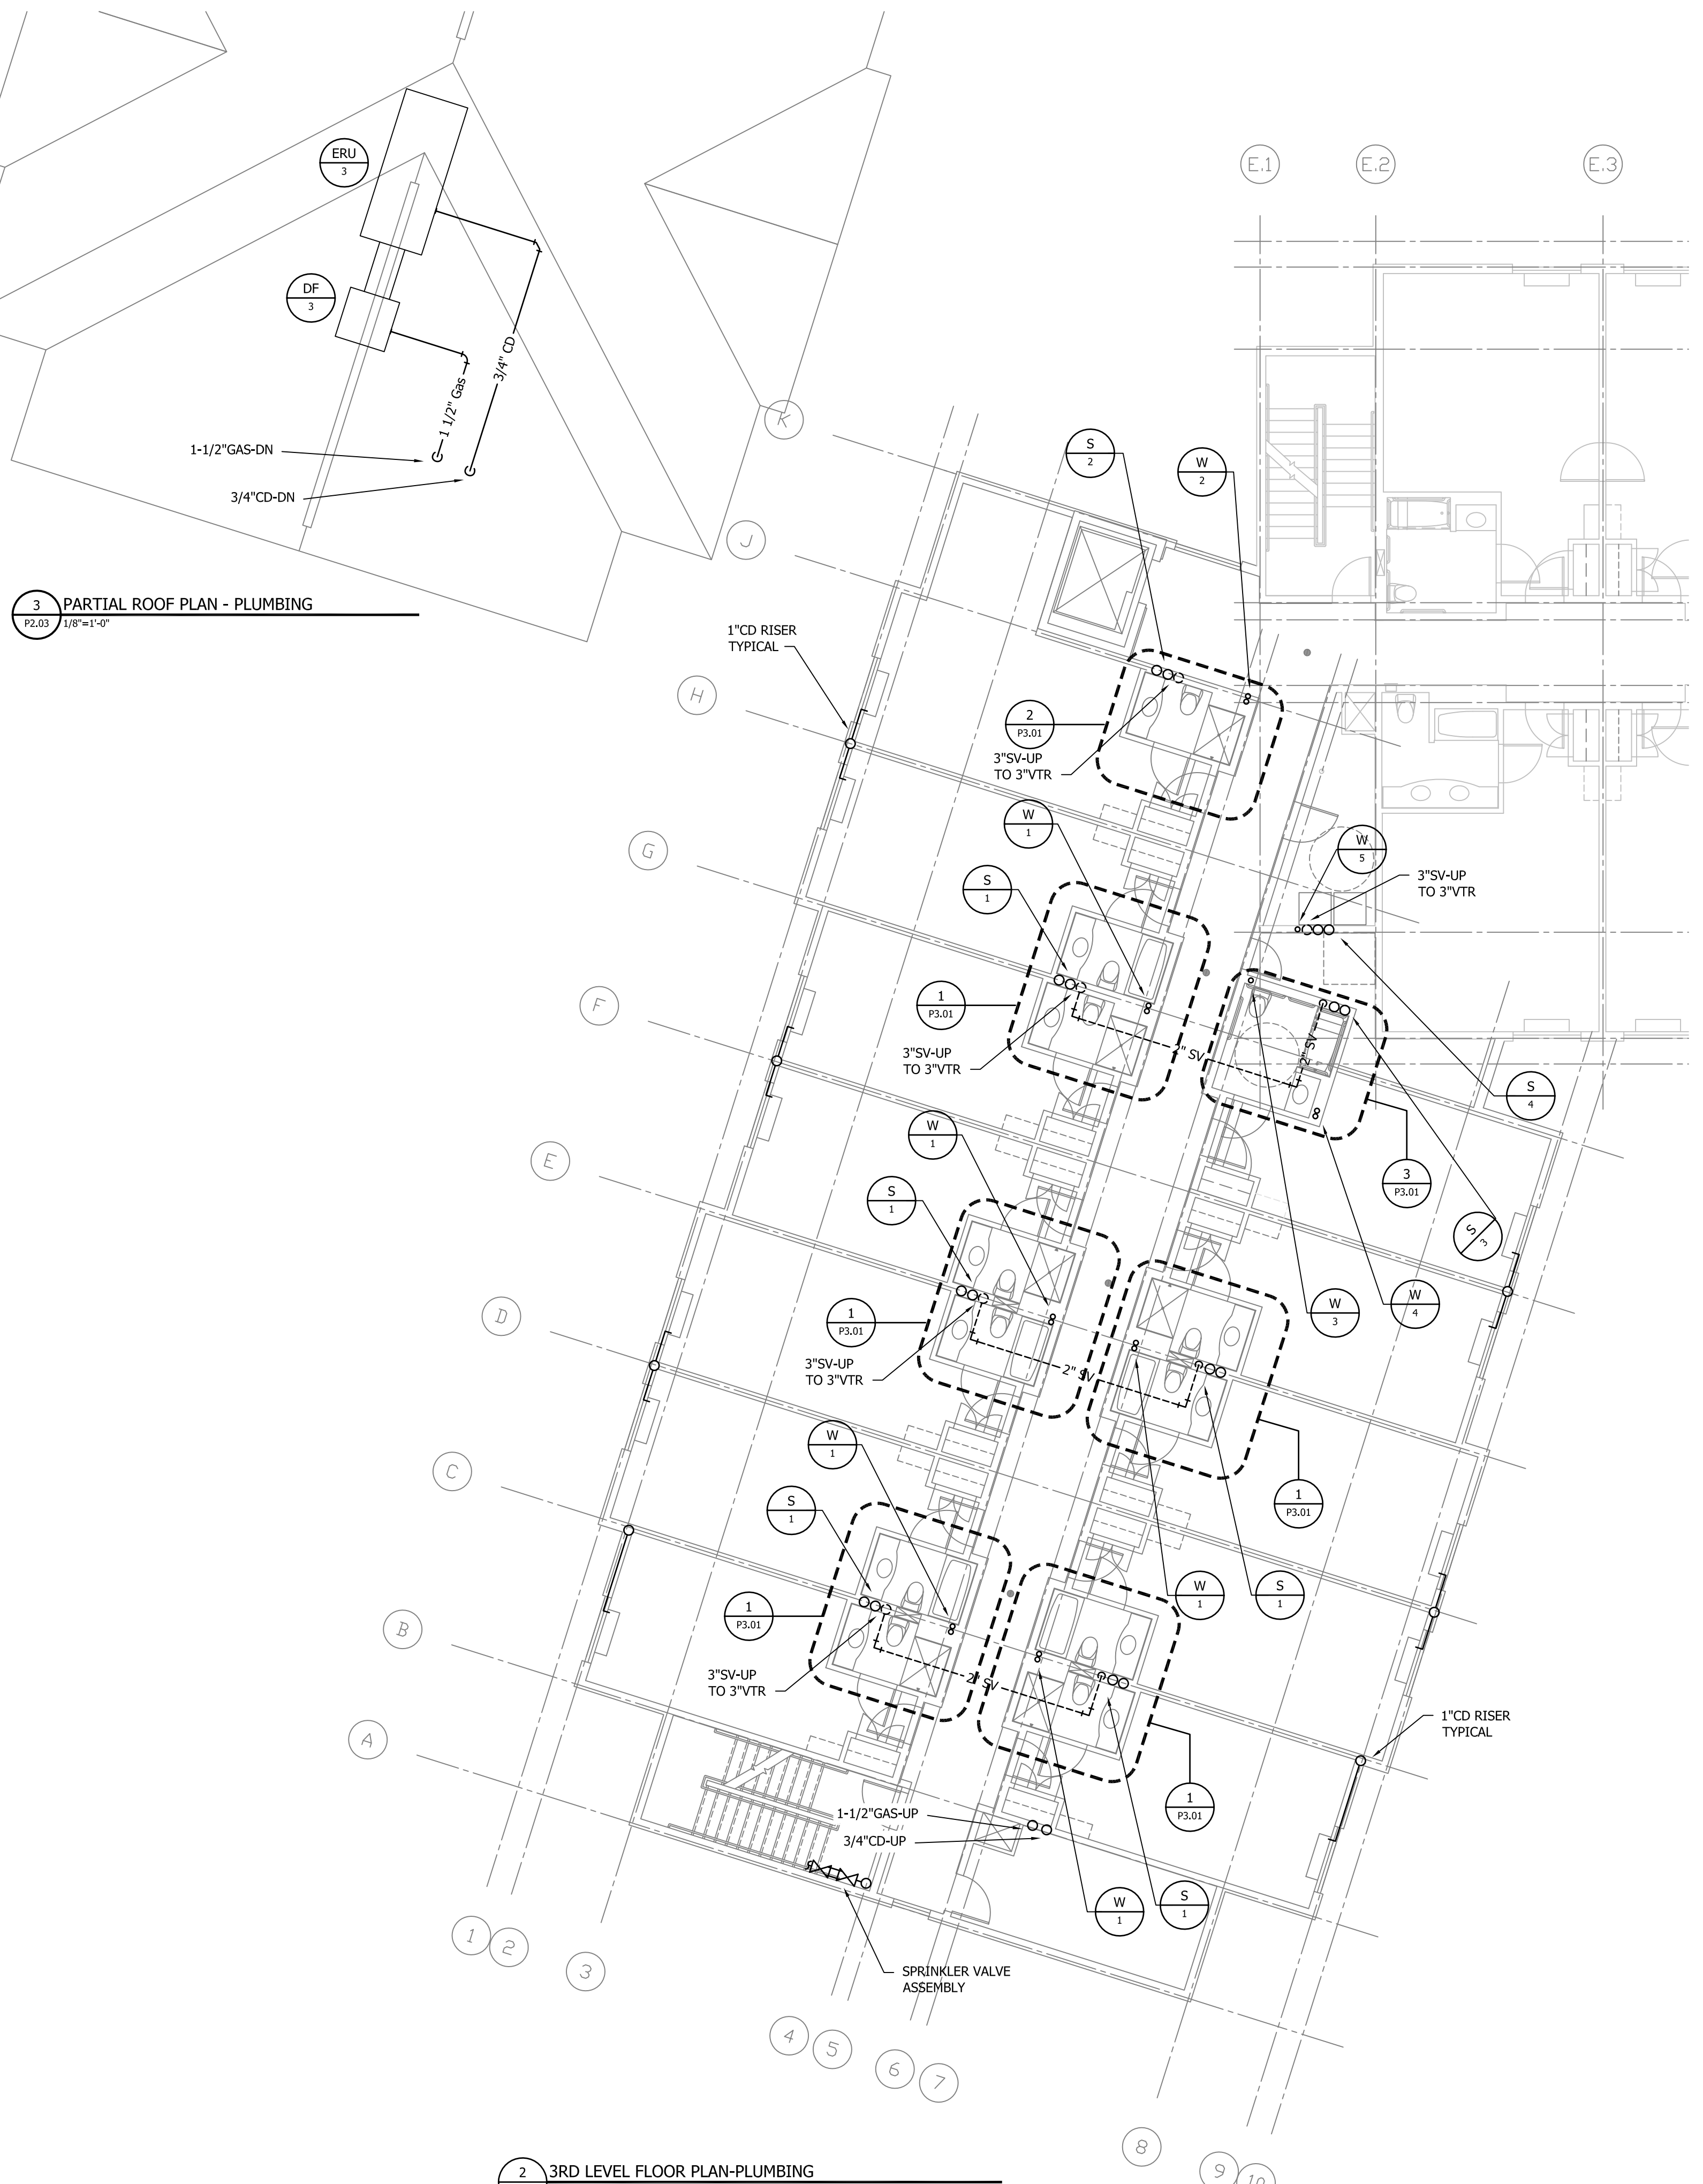 ERU
3
DF
3
3/4" CD
1 1/2" Gas
1-1/2"GAS-DN
3/4"CD-DN
3
P2.03
PARTIAL ROOF PLAN - PLUMBING
1/8"=1'-0"
E.1
E.2
E.3
K
J
H
G
F
E
D
C
B
A
S
2
W
2
1"CD RISER
TYPICAL
2
P3.01
3"SV-UP
TO 3"VTR
W
1
S
1
W
5
3"SV-UP
TO 3"VTR
1
P3.01
3"SV-UP
TO 3"VTR
2" SV
2" SV
S
4
W
1
S
1
3
P3.01
S
3
W
3
W
4
1
P3.01
3"SV-UP
TO 3"VTR
2" SV
W
1
S
1
1
P3.01
W
1
S
1
1
P3.01
3"SV-UP
TO 3"VTR
2" SV
1"CD RISER
TYPICAL
1
P3.01
1-1/2"GAS-UP
3/4"CD-UP
W
1
S
1
SPRINKLER VALVE
ASSEMBLY
1
2
3
4
5
6
7
8
9
10
2
3RD LEVEL FLOOR PLAN-PLUMBING